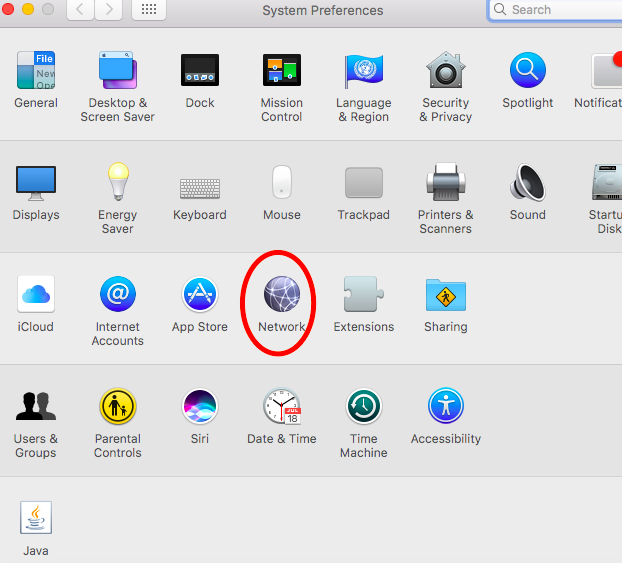 System Preferences
Search
File
New
Ope
General
Desktop &
Screen Saver
Dock
Mission
Control
Language
& Region
Security
& Privacy
Spotlight
Notificat
Displays
Energy
Saver
Keyboard
Mouse
Trackpad
Printers &
Scanners
Sound
Startu
Disk
iCloud
@
Internet
Accounts
App Store
Network
Extensions
Sharing
Users &
Groups
Parental
Controls
Siri
JUL
18
Date & Time
Time
Machine
Accessibility
Java